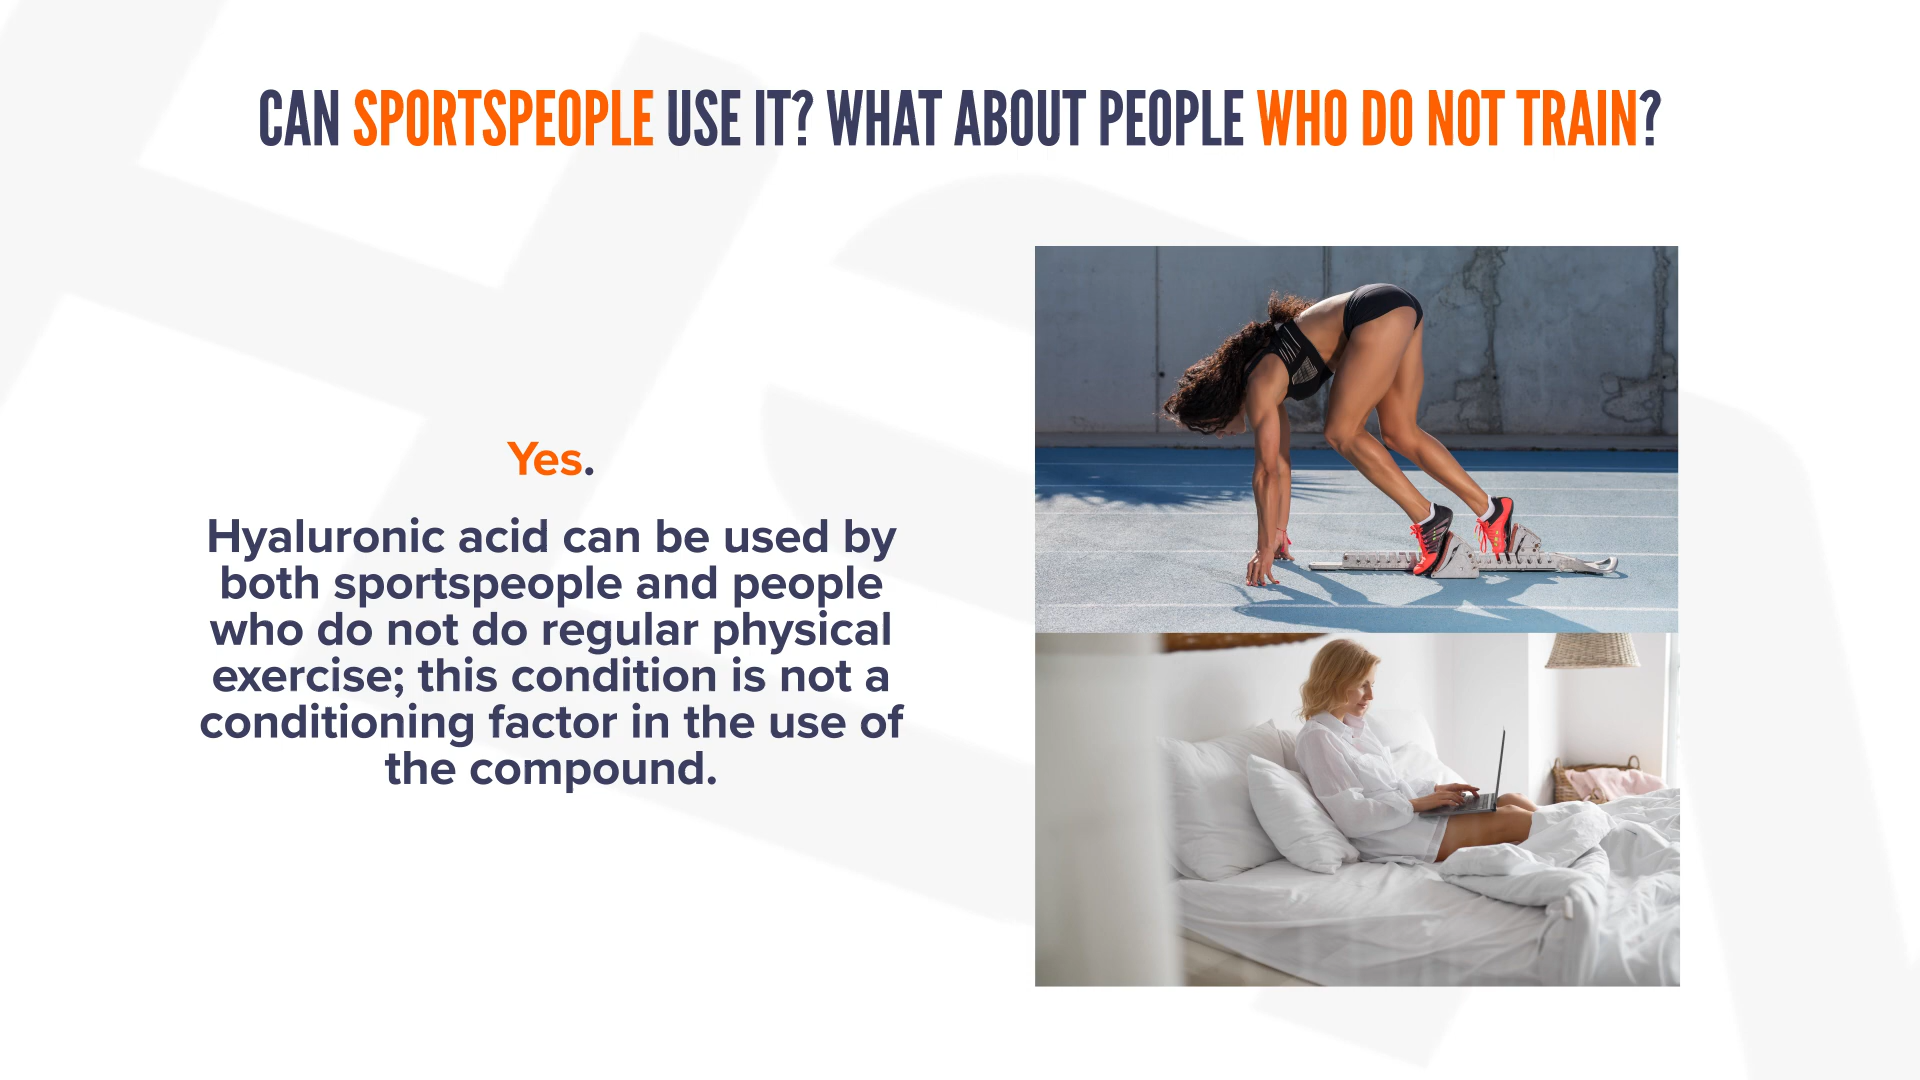 CAN SPORTSPEOPLE USE IT? WHAT ABOUT PEOPLE WHO DO NOT TRAIN?
Yes.
Hyaluronic acid can be used by
both sportspeople and people
who do not do regular physical
exercise; this condition is not a
conditioning factor in the use of
the compound.